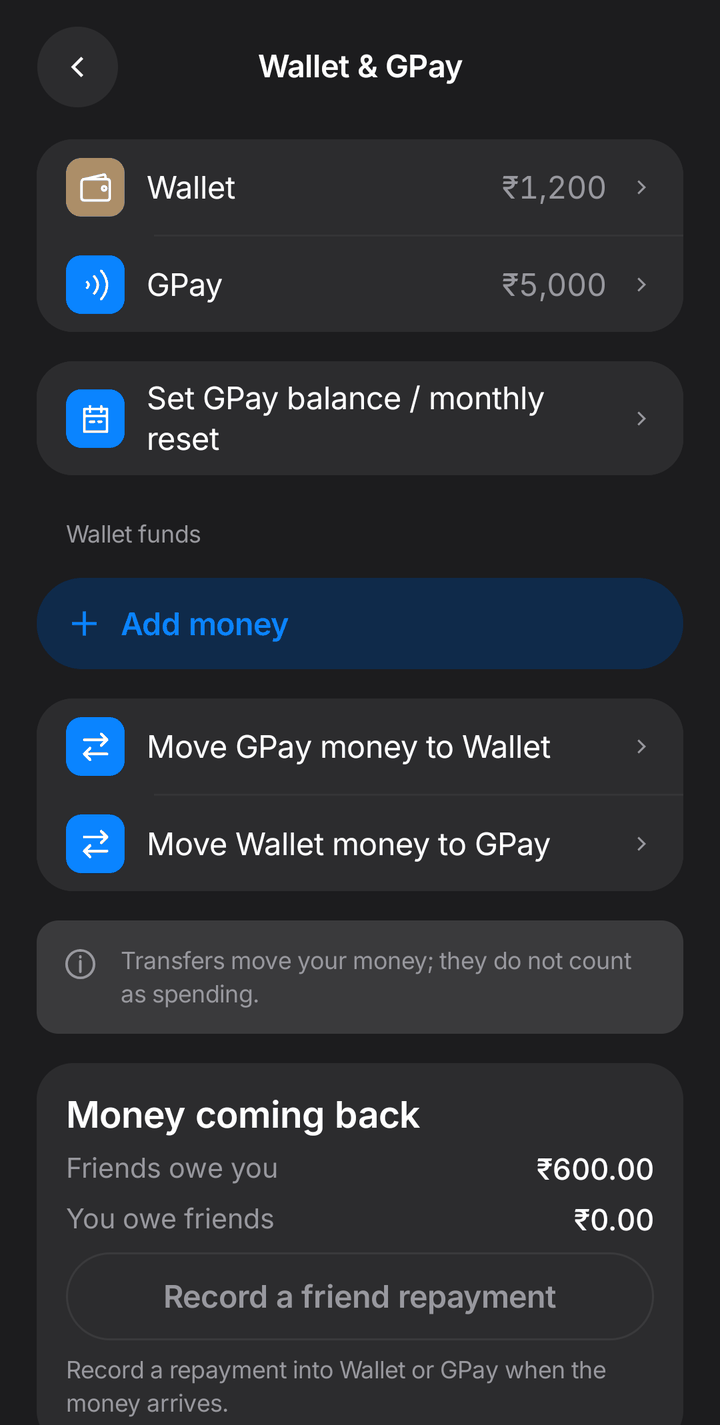 Wallet & GPay
Wallet ₹1,200
GPay ₹5,000
Set GPay balance / monthly
reset
Wallet funds
Add money
Move GPay money to Wallet
Move Wallet money to GPay
Transfers move your money; they do not count
as spending.
Money coming back
Friends owe you ₹600.00
You owe friends ₹0.00
Record a friend repayment
Record a repayment into Wallet or GPay when the
money arrives.